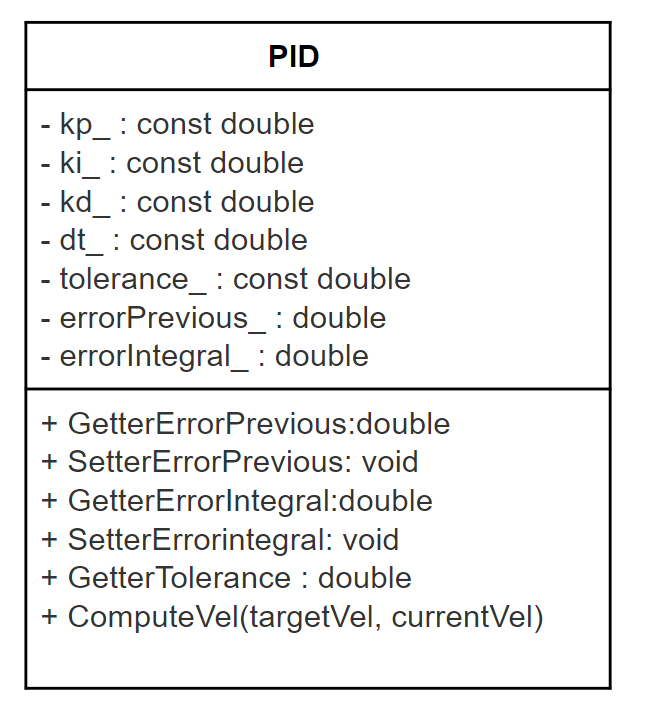 PID
- kp_ : const double
- ki_ : const double
- kd_ : const double
- dt_ : const double
- tolerance_ : const double
- errorPrevious_ : double
- errorIntegral_ : double
+ GetterErrorPrevious:double
+ SetterErrorPrevious: void
+ GetterErrorIntegral:double
+ SetterErrorintegral: void
+ GetterTolerance : double
+ ComputeVel(targetVel, currentVel)